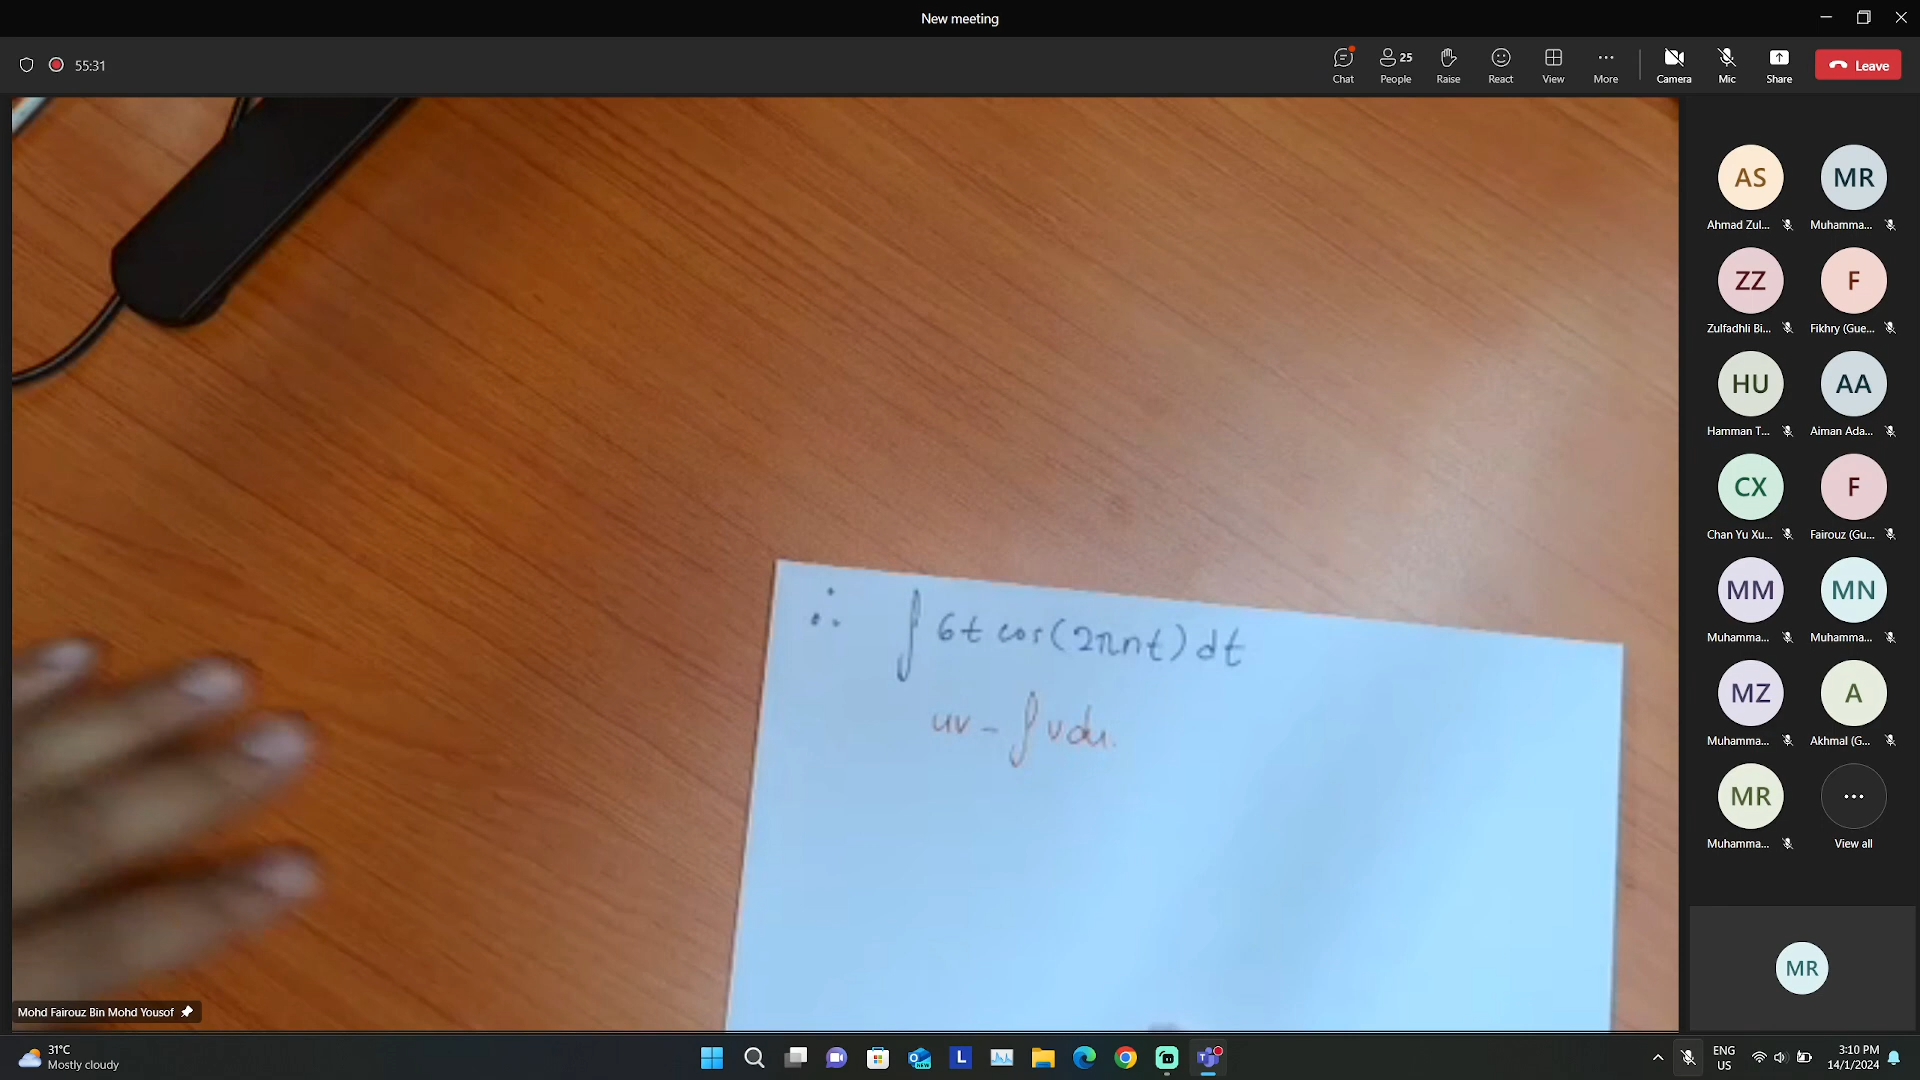 New meeting
55:31
Chat
25
People
Raise
React
View
More
Camera
Mic
Share
Leave
AS
Ahmad Zul...
MR
Muhamma...
ZZ
Zulfadhli Bi...
F
Fikhry (Gue...
HU
Hamman T...
AA
Aiman Ada...
CX
Chan Yu Xu...
F
Fairouz (Gu...
MM
Muhamma...
MN
Muhamma...
MZ
Muhamma...
A
Akhmal (G...
MR
Muhamma...
View all
MR
∴ ∫ 6t cos(2πnt) dt
uv - ∫ v du.
Mohd Fairouz Bin Mohd Yousof
31°C
Mostly cloudy
NEW
L
ENG
US
3:10 PM
14/1/2024